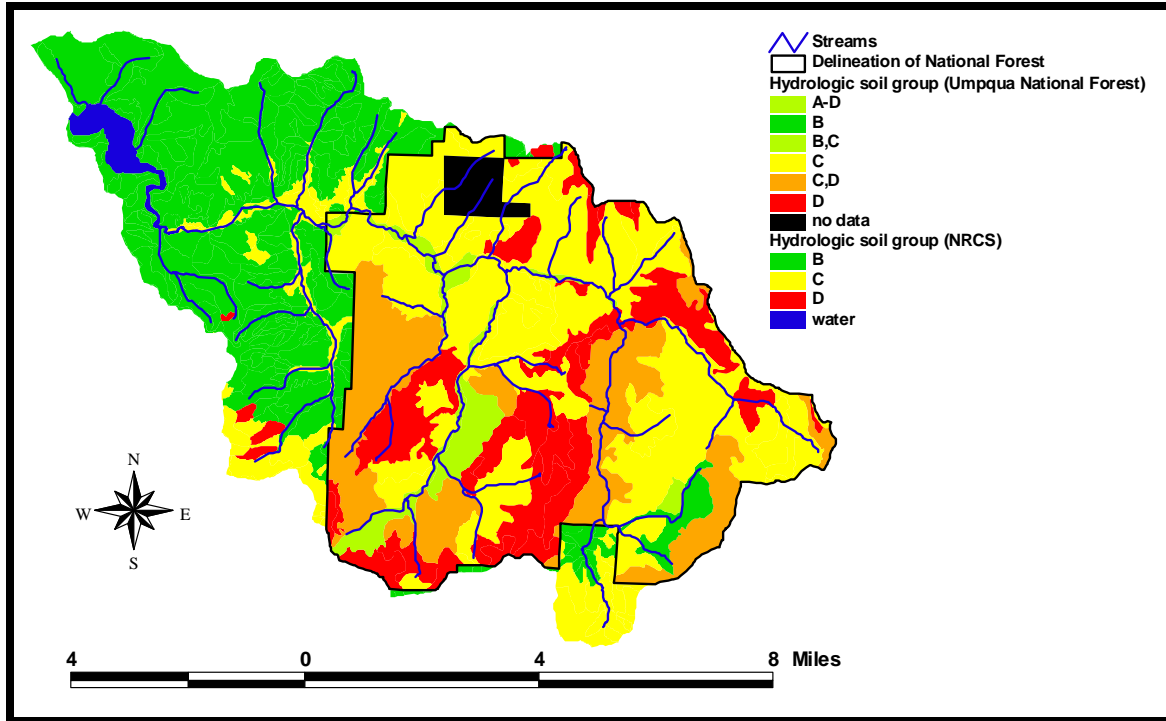 Streams
Delineation of National Forest
Hydrologic soil group (Umpqua National Forest)
A-D
B
B,C
C
C,D
D
no data
Hydrologic soil group (NRCS)
B
C
D
water
N
W E
S
4 0 4 8 Miles